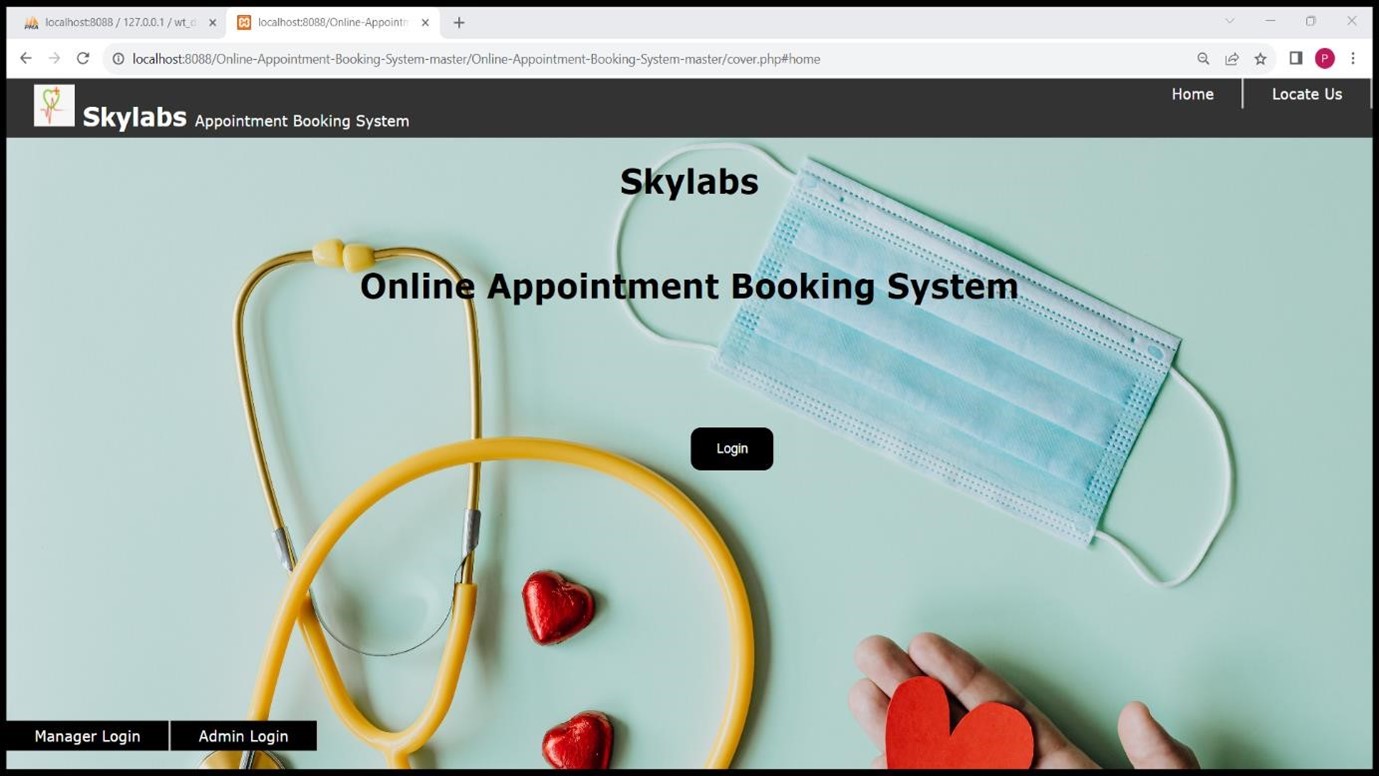 localhost:8088 / 127.0.0.1 / wt_d
localhost:8088/Online-Appointm
localhost:8088/Online-Appointment-Booking-System-master/Online-Appointment-Booking-System-master/cover.php#home
P
Home
Locate Us
Skylabs Appointment Booking System
Skylabs
Online Appointment Booking System
Login
Manager Login
Admin Login